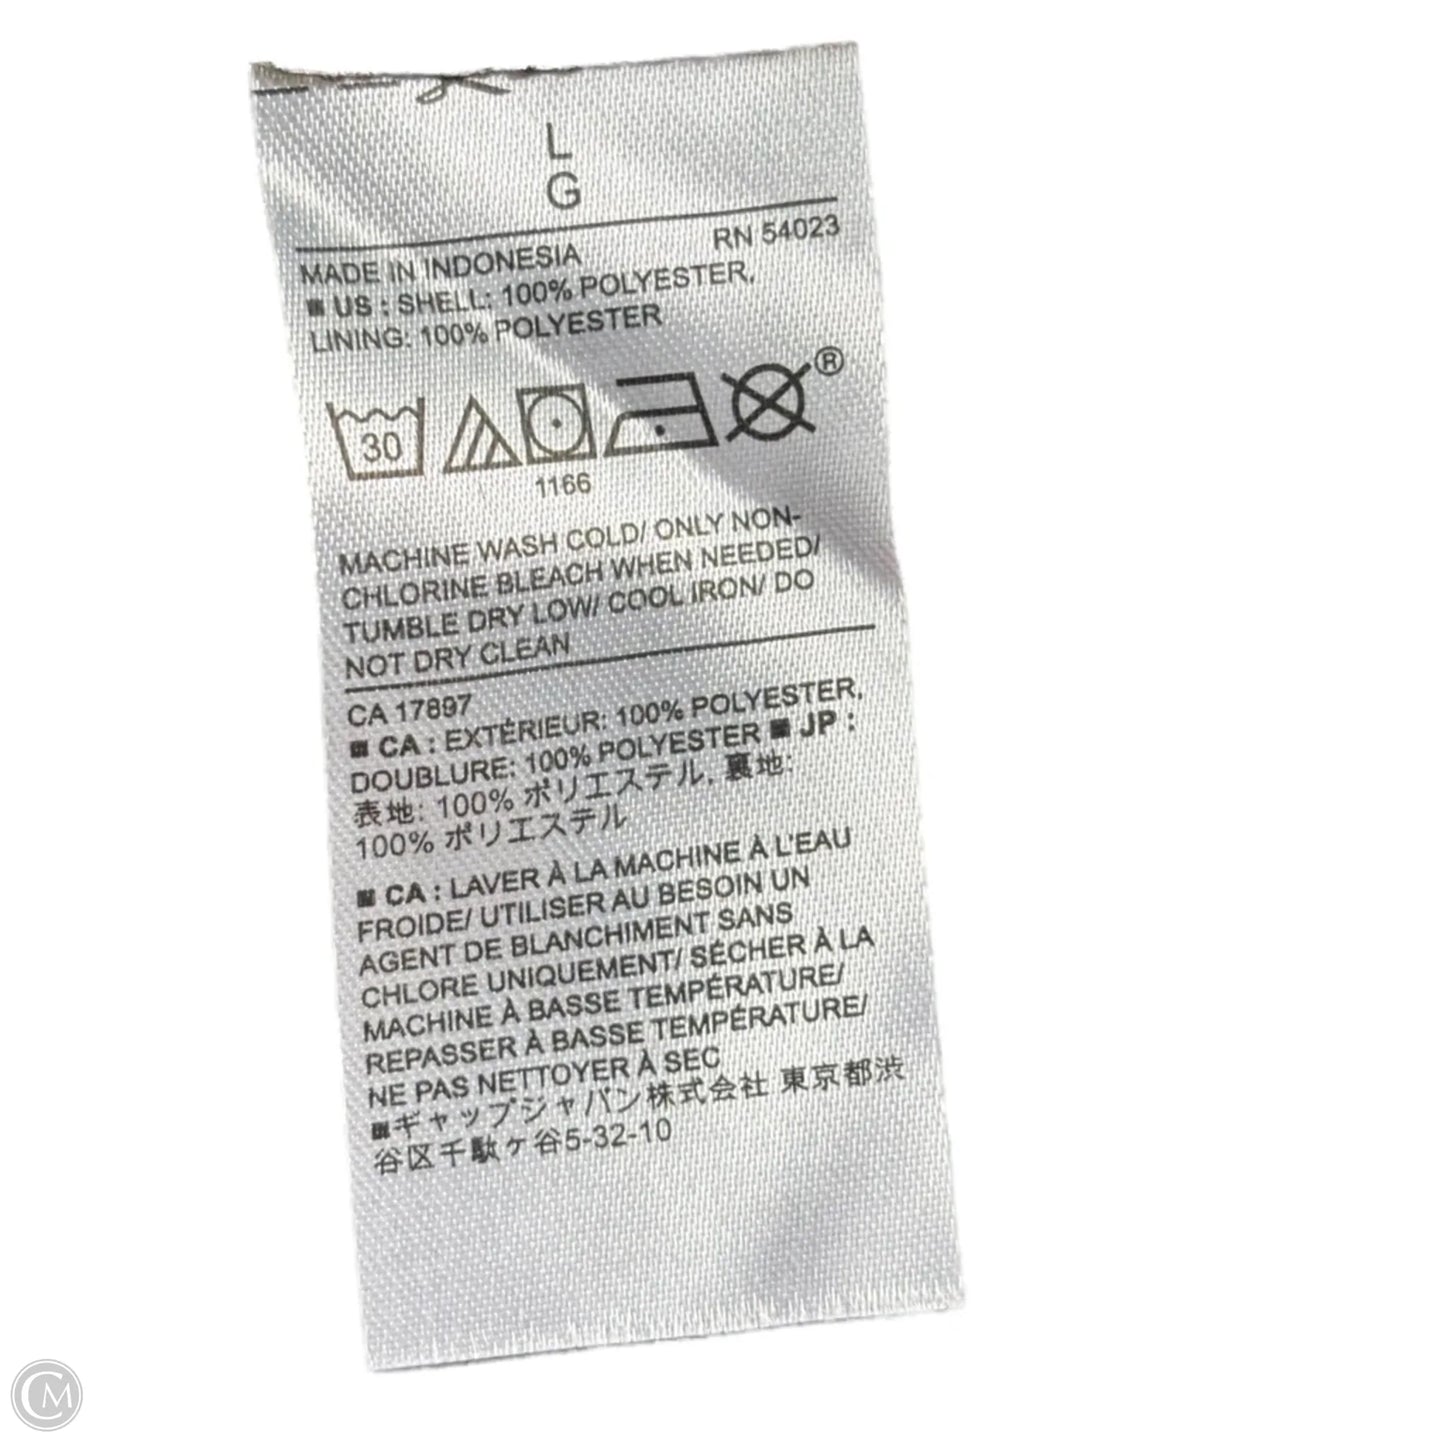 L
G
RN 54023
MADE IN INDONESIA
■ US : SHELL: 100% POLYESTER,
LINING: 100% POLYESTER
30
®
1166
MACHINE WASH COLD/ ONLY NON-
CHLORINE BLEACH WHEN NEEDED/
TUMBLE DRY LOW/ COOL IRON/ DO
NOT DRY CLEAN
CA 17897
■ CA : EXTÉRIEUR: 100% POLYESTER,
DOUBLURE: 100% POLYESTER ■ JP :
表地: 100% ポリエステル, 裏地:
100% ポリエステル
■ CA : LAVER À LA MACHINE À L'EAU
FROIDE/ UTILISER AU BESOIN UN
AGENT DE BLANCHIMENT SANS
CHLORE UNIQUEMENT/ SÉCHER À LA
MACHINE À BASSE TEMPÉRATURE/
REPASSER À BASSE TEMPÉRATURE/
NE PAS NETTOYER À SEC
■ギャップジャパン株式会社 東京都渋
谷区千駄ヶ谷5-32-10
CM